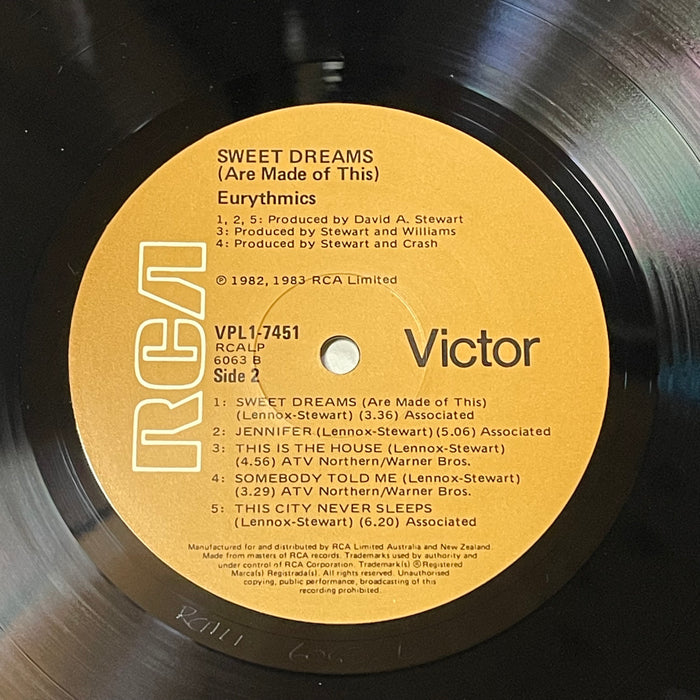 SWEET DREAMS
(Are Made of This)
Eurythmics
1, 2, 5: Produced by David A. Stewart
3: Produced by Stewart and Williams
4: Produced by Stewart and Crash
℗ 1982, 1983 RCA Limited
RCA
VPL1-7451
RCALP
6063 B
Side 2
Victor
1: SWEET DREAMS (Are Made of This)
(Lennox-Stewart) (3.36) Associated
2: JENNIFER (Lennox-Stewart) (5.06) Associated
3: THIS IS THE HOUSE (Lennox-Stewart)
(4.56) ATV Northern/Warner Bros.
4: SOMEBODY TOLD ME (Lennox-Stewart)
(3.29) ATV Northern/Warner Bros.
5: THIS CITY NEVER SLEEPS
(Lennox-Stewart) (6.20) Associated
Manufactured for and distributed by RCA Limited Australia and New Zealand.
Made from masters of RCA records. Trademarks used by authority and
under control of RCA Corporation. Trademark(s) ® Registered
Marca(s) Registrada(s). All rights reserved. Unauthorised
copying, public performance, broadcasting of this
recording prohibited.